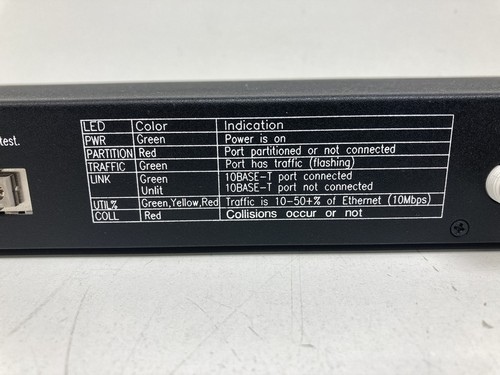 test.
LED Color Indication
PWR Green Power is on
PARTITION Red Port partitioned or not connected
TRAFFIC Green Port has traffic (flashing)
LINK Green 10BASE-T port connected
Unlit 10BASE-T port not connected
UTIL% Green,Yellow,Red Traffic is 10-50+% of Ethernet (10Mbps)
COLL Red Collisions occur or not